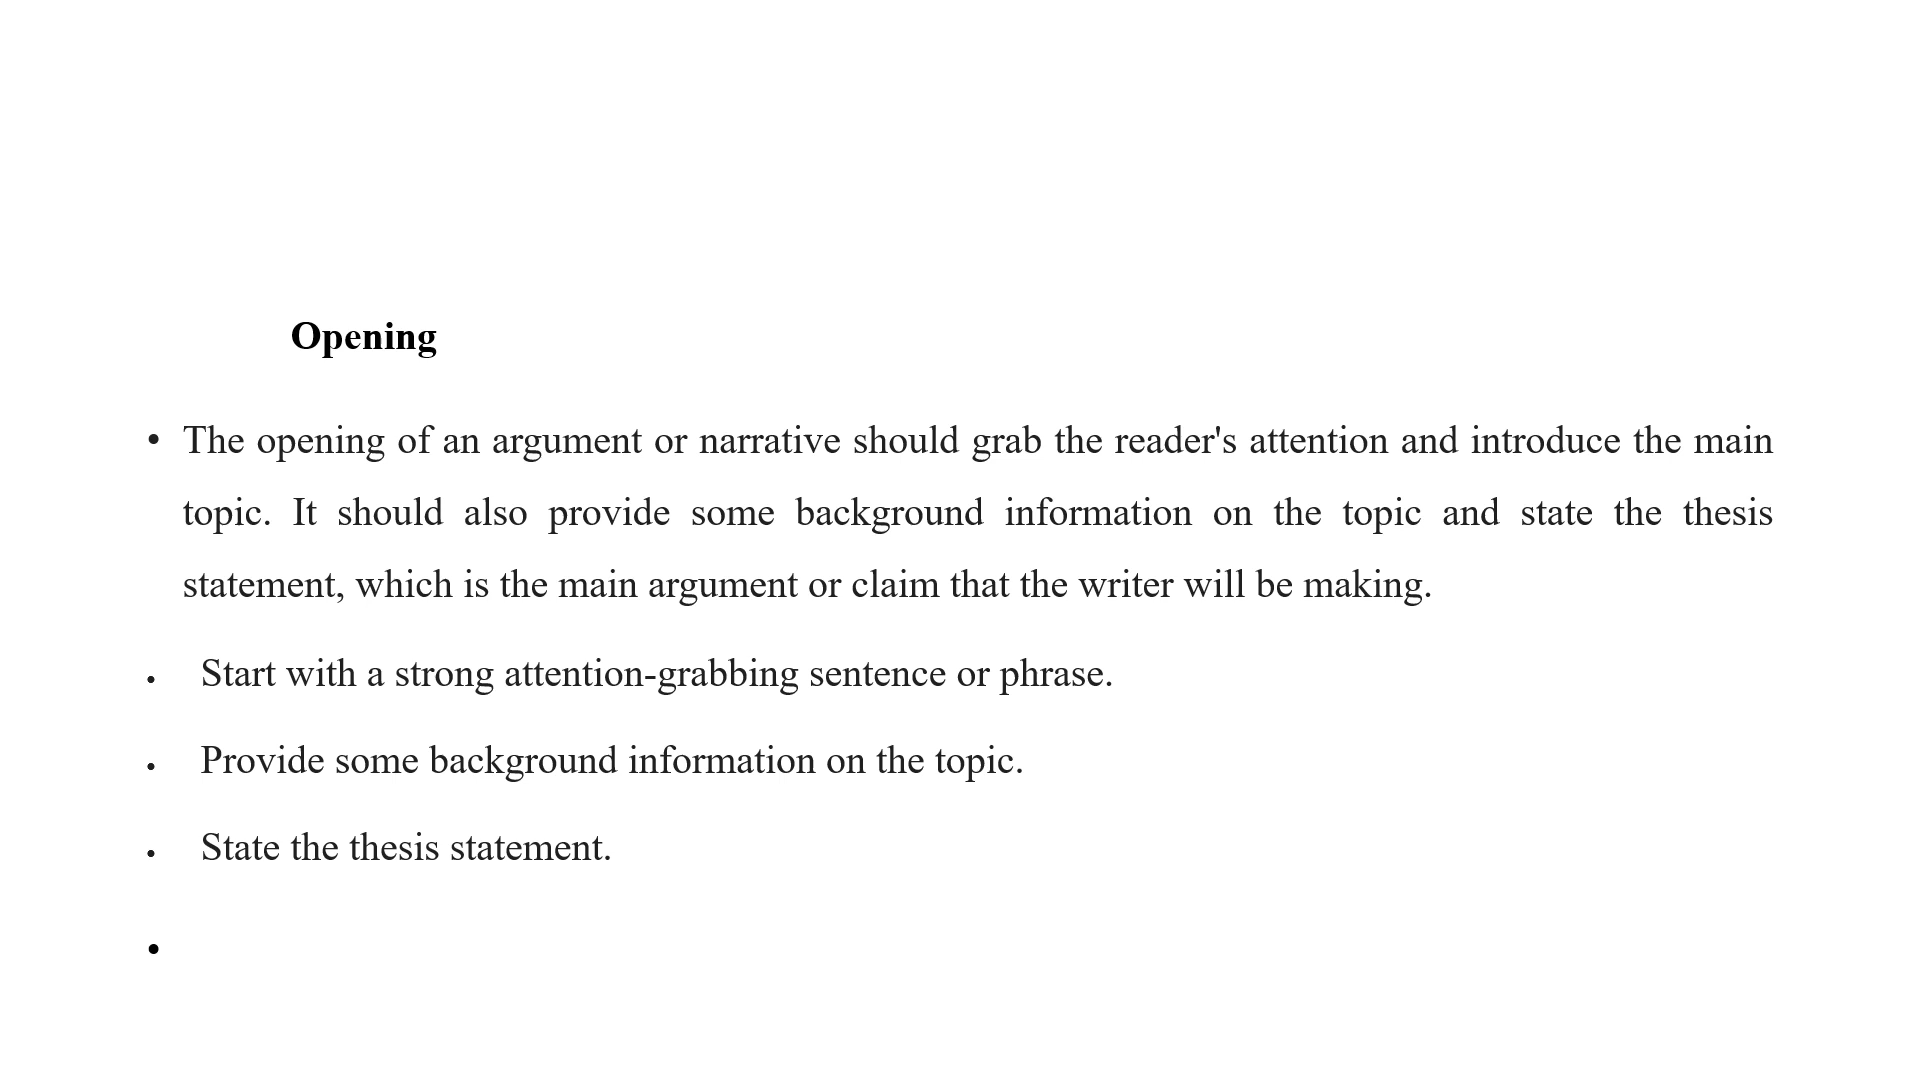 Opening
• The opening of an argument or narrative should grab the reader's attention and introduce the main
topic. It should also provide some background information on the topic and state the thesis
statement, which is the main argument or claim that the writer will be making.
• Start with a strong attention-grabbing sentence or phrase.
• Provide some background information on the topic.
• State the thesis statement.
•